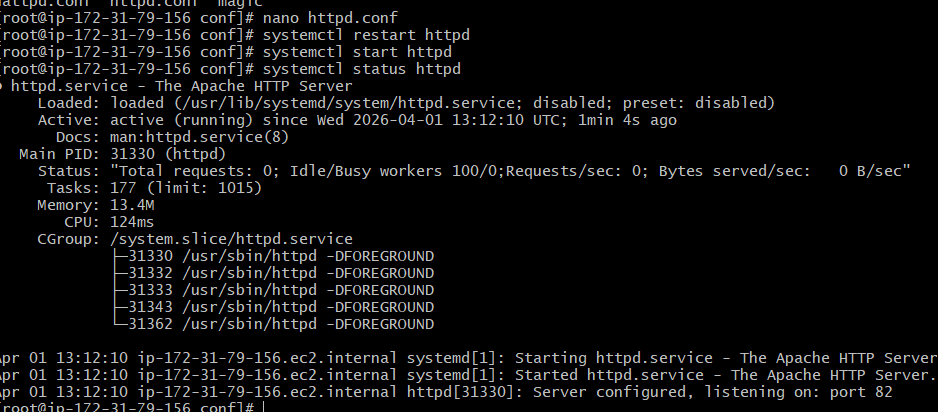 httpd.conf magic
[root@ip-172-31-79-156 conf]# nano httpd.conf
[root@ip-172-31-79-156 conf]# systemctl restart httpd
[root@ip-172-31-79-156 conf]# systemctl start httpd
[root@ip-172-31-79-156 conf]# systemctl status httpd
httpd.service - The Apache HTTP Server
Loaded: loaded (/usr/lib/systemd/system/httpd.service; disabled; preset: disabled)
Active: active (running) since Wed 2026-04-01 13:12:10 UTC; 1min 4s ago
Docs: man:httpd.service(8)
Main PID: 31330 (httpd)
Status: "Total requests: 0; Idle/Busy workers 100/0;Requests/sec: 0; Bytes served/sec:   0 B/sec"
Tasks: 177 (limit: 1015)
Memory: 13.4M
CPU: 124ms
CGroup: /system.slice/httpd.service
├─31330 /usr/sbin/httpd -DFOREGROUND
├─31332 /usr/sbin/httpd -DFOREGROUND
├─31333 /usr/sbin/httpd -DFOREGROUND
├─31343 /usr/sbin/httpd -DFOREGROUND
└─31362 /usr/sbin/httpd -DFOREGROUND
Apr 01 13:12:10 ip-172-31-79-156.ec2.internal systemd[1]: Starting httpd.service - The Apache HTTP Server
Apr 01 13:12:10 ip-172-31-79-156.ec2.internal systemd[1]: Started httpd.service - The Apache HTTP Server.
Apr 01 13:12:10 ip-172-31-79-156.ec2.internal httpd[31330]: Server configured, listening on: port 82
[root@ip-172-31-79-156 conf]#